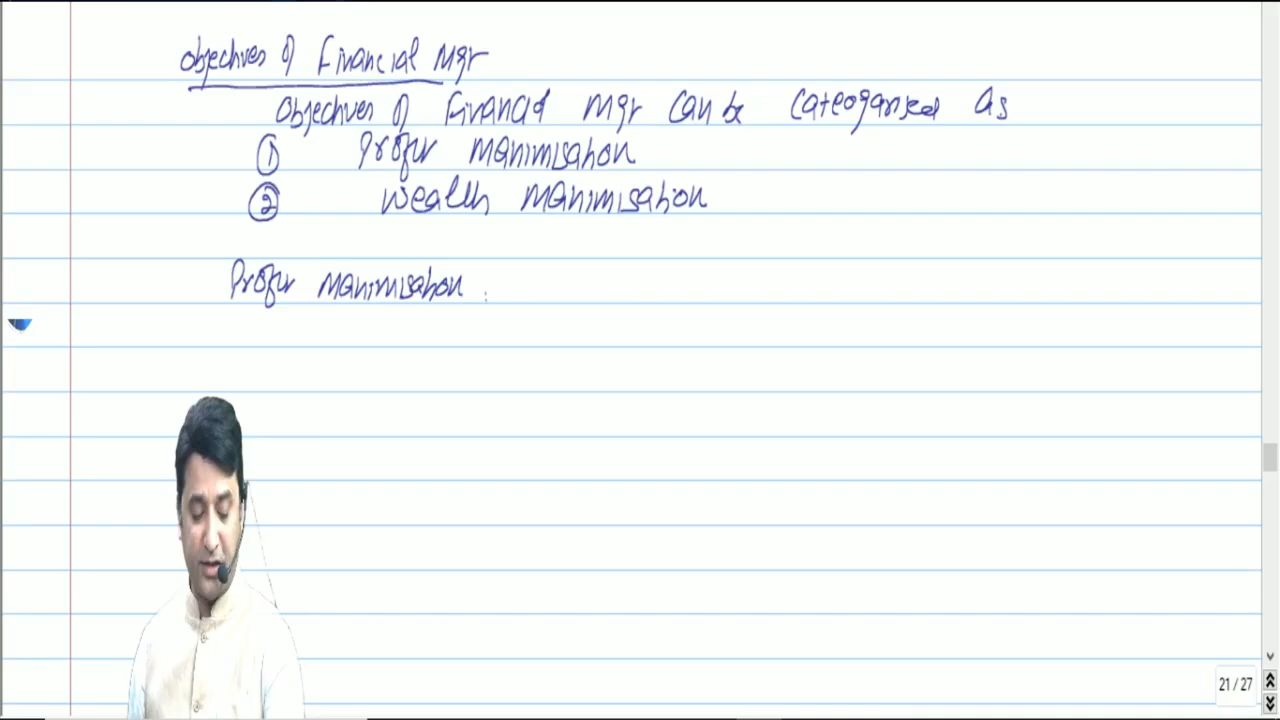 Objectives of Financial Mgr
Objectives of Financial Mgr can be Categorised as
① Profit Maximisation
② Wealth Maximisation
Profit Maximisation :
21 / 27